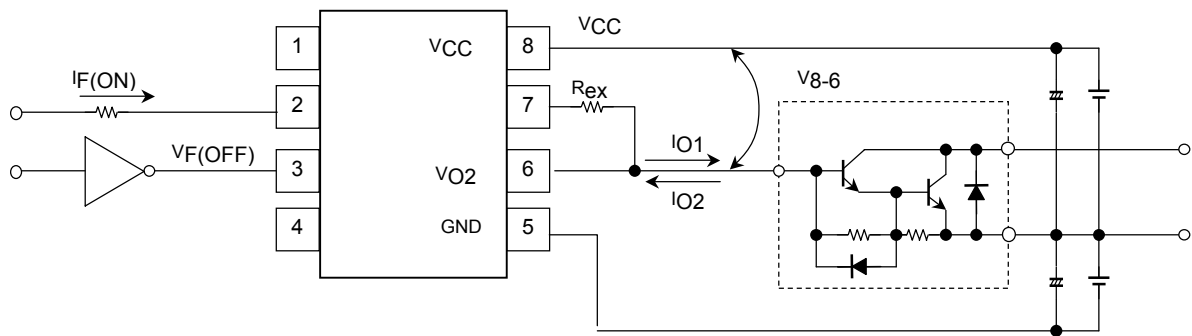 VCC
1
VCC
8
IF(ON)
V8-6
2
7
Rex
IO1
VF(OFF)
3
VO2
6
IO2
4
GND
5